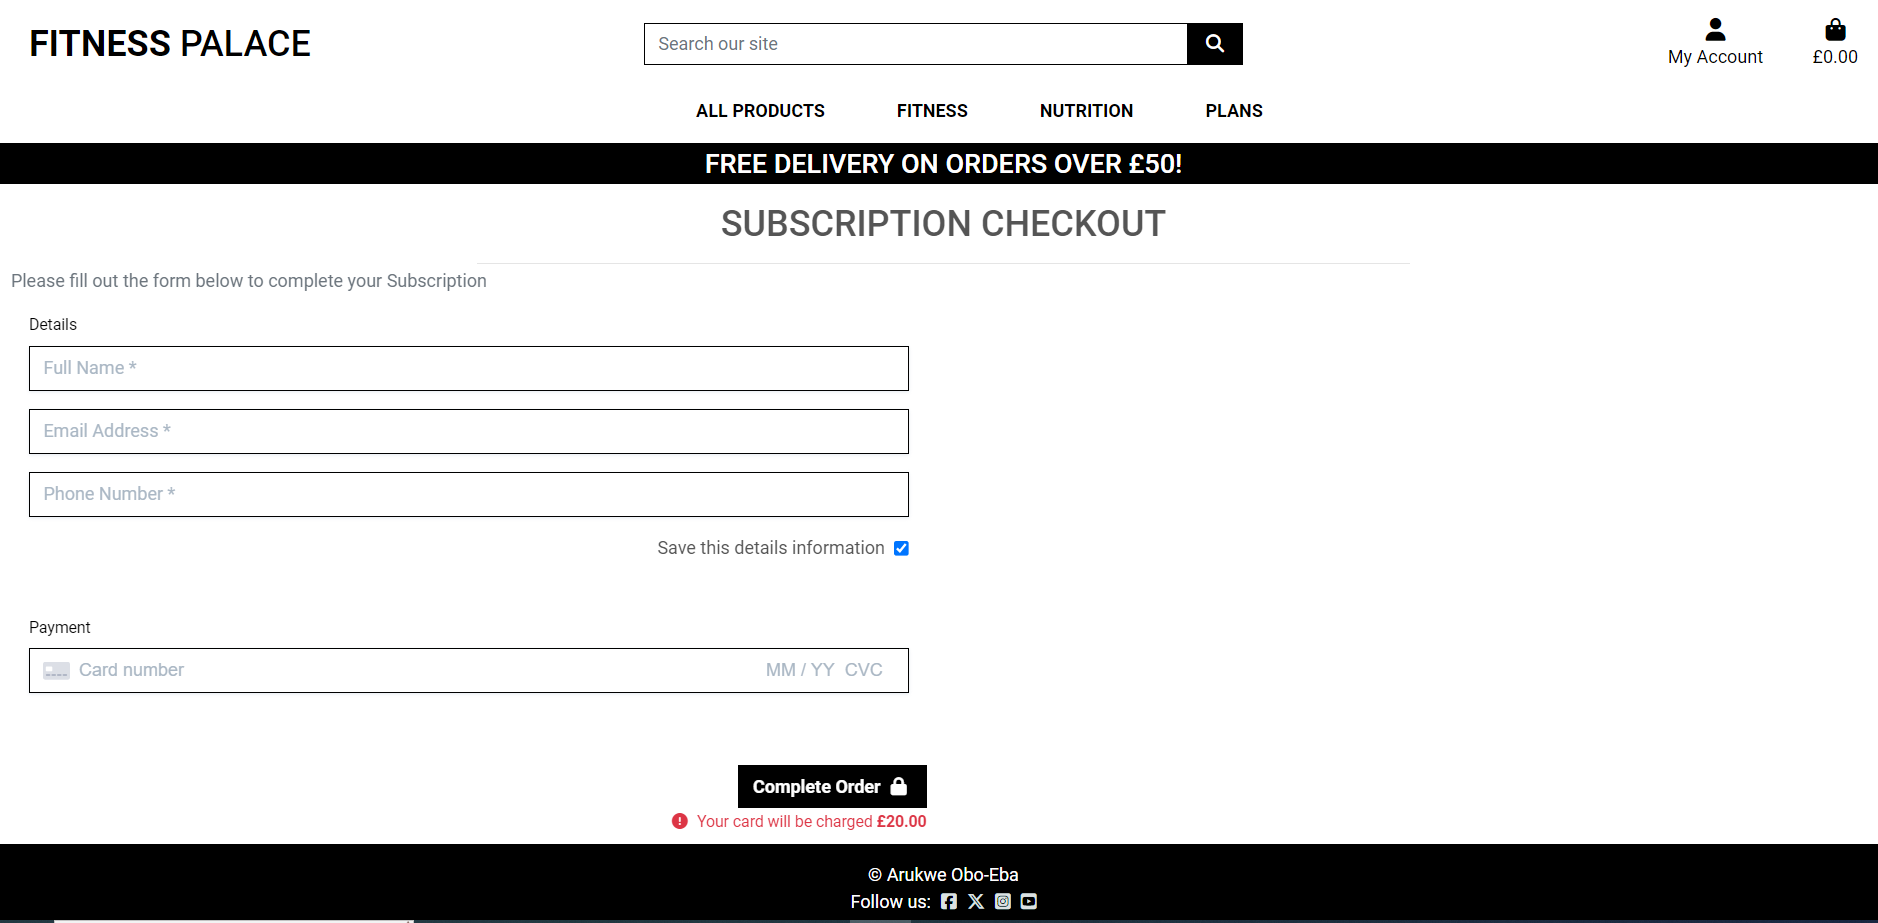 FITNESS PALACE
Search our site
My Account
£0.00
ALL PRODUCTS FITNESS NUTRITION PLANS
FREE DELIVERY ON ORDERS OVER £50!
SUBSCRIPTION CHECKOUT
Please fill out the form below to complete your Subscription
Details
Full Name *
Email Address *
Phone Number *
Save this details information
Payment
Card number MM / YY CVC
Complete Order
Your card will be charged £20.00
© Arukwe Obo-Eba
Follow us: